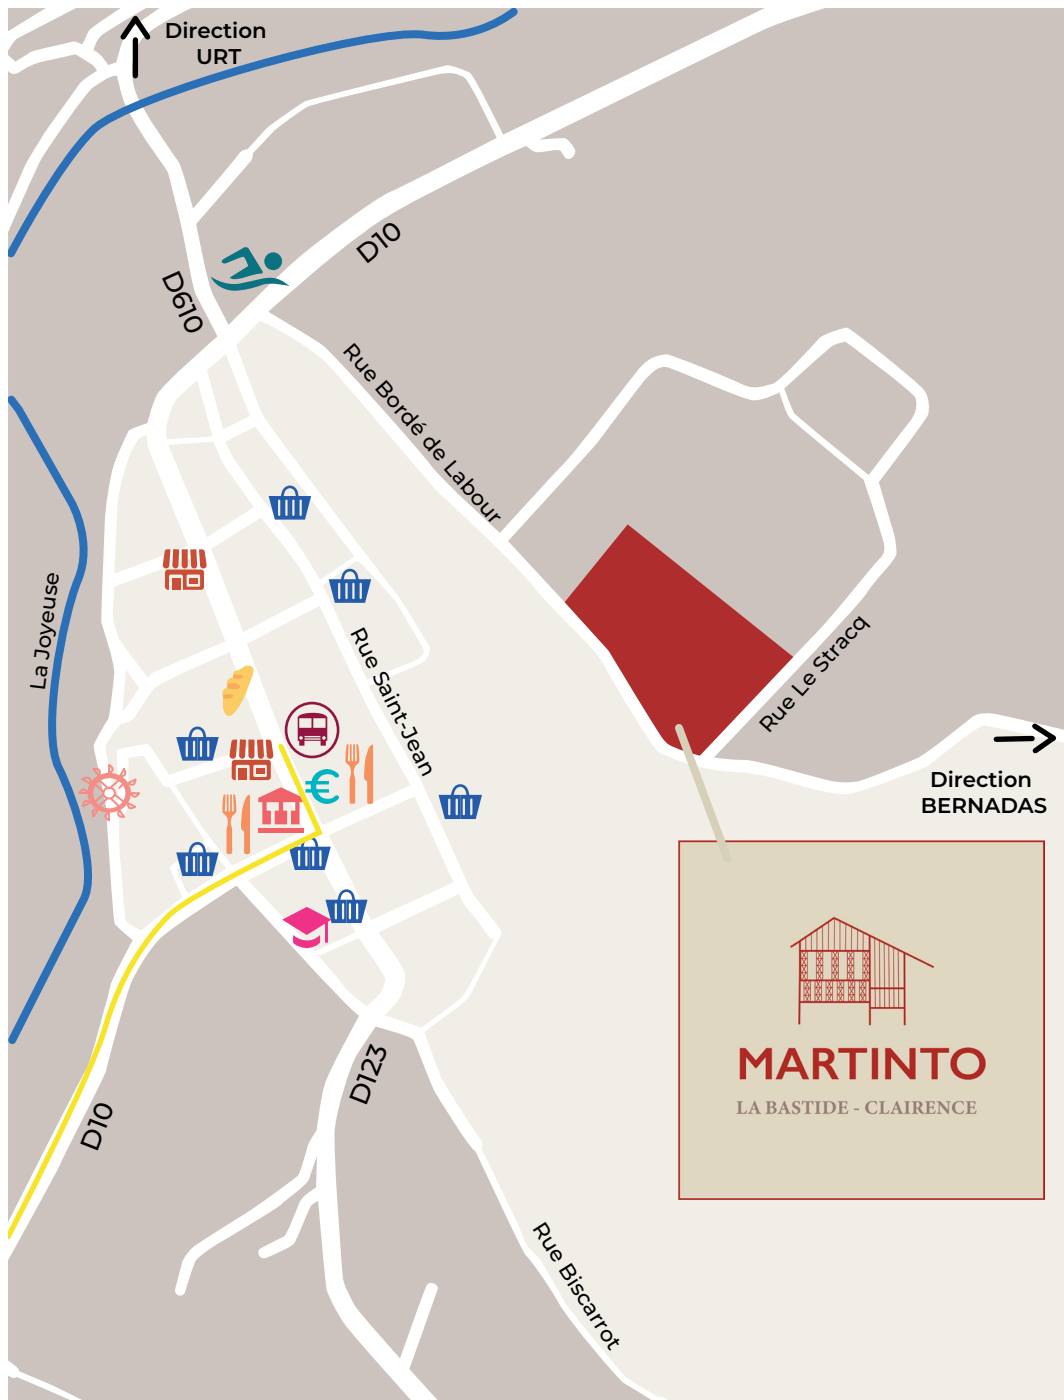 Direction
URT
D10
D610
Rue Bordé de Labour
La Joyeuse
Rue Saint-Jean
Rue Le Stracq
Direction
BERNADAS
€
MARTINTO
LA BASTIDE - CLAIRENCE
D123
D10
Rue Biscarrot